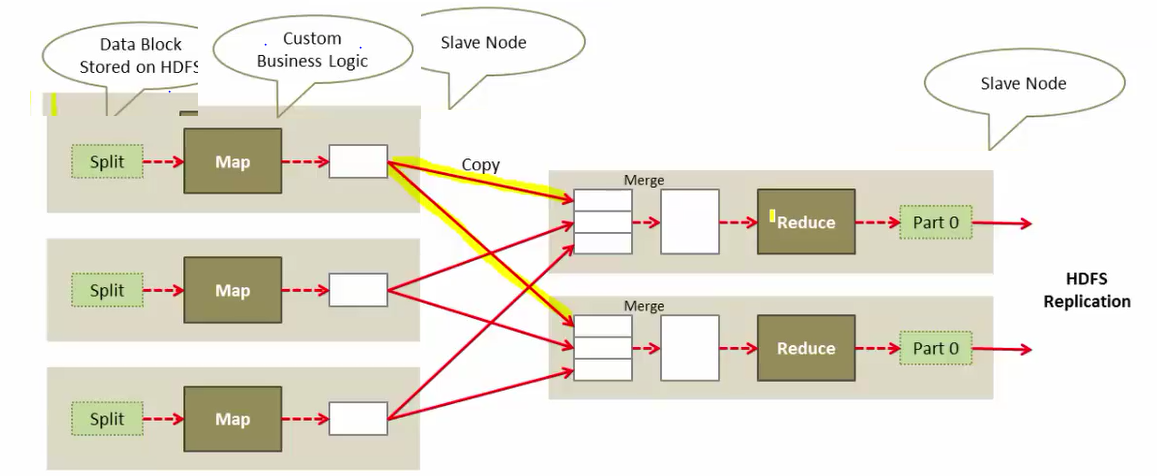 Data Block
Stored on HDFS
Custom
Business Logic
Slave Node
Slave Node
Split
Map
Copy
Merge
Reduce
Part 0
Split
Map
HDFS
Replication
Merge
Reduce
Part 0
Split
Map